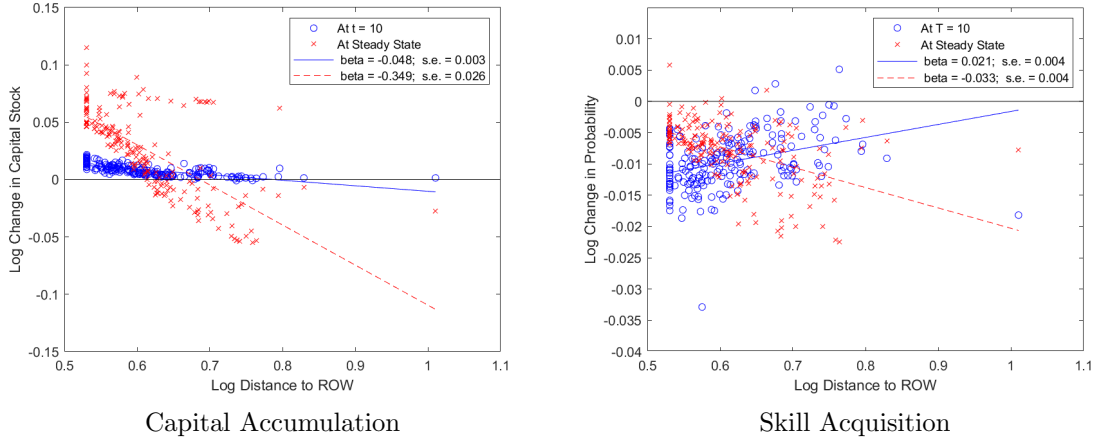 At t = 10
At Steady State
beta = -0.048; s.e. = 0.003
beta = -0.349; s.e. = 0.026
0.15
0.1
0.05
0
-0.05
-0.1
-0.15
Log Change in Capital Stock
0.5 0.6 0.7 0.8 0.9 1 1.1
Log Distance to ROW
Capital Accumulation
At T = 10
At Steady State
beta = 0.021; s.e. = 0.004
beta = -0.033; s.e. = 0.004
0.015
0.01
0.005
0
-0.005
-0.01
-0.015
-0.02
-0.025
-0.03
-0.035
-0.04
Log Change in Probability
0.5 0.6 0.7 0.8 0.9 1 1.1
Log Distance to ROW
Skill Acquisition